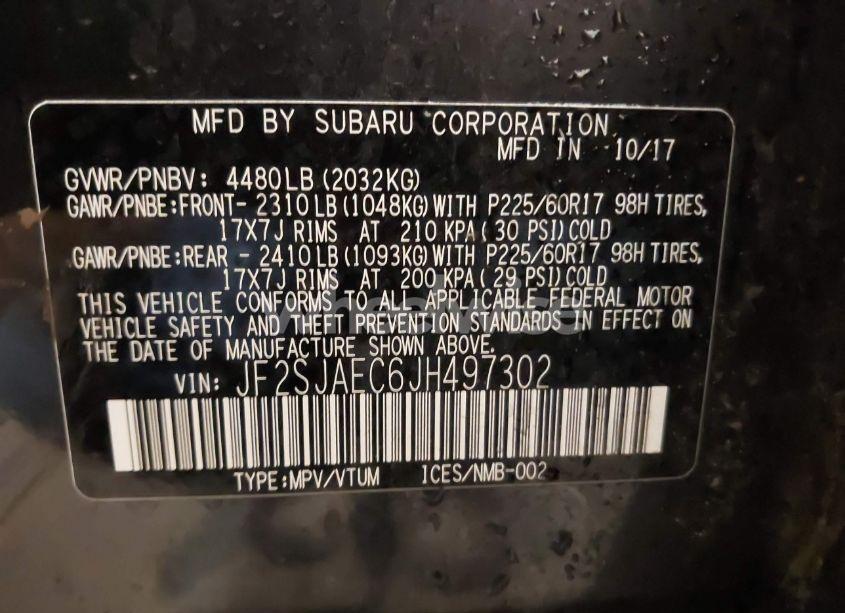 MFD BY SUBARU CORPORATION
MFD IN 10/17
GVWR/PNBV: 4480LB (2032KG)
GAWR/PNBE:FRONT- 2310LB (1048KG) WITH P225/60R17 98H TIRES,
17X7J RIMS AT 210 KPA( 30 PSI) COLD
GAWR/PNBE:REAR - 2410LB (1093KG) WITH P225/60R17 98H TIRES,
17X7J RIMS AT 200 KPA( 29 PSI) COLD
THIS VEHICLE CONFORMS TO ALL APPLICABLE FEDERAL MOTOR
VEHICLE SAFETY AND THEFT PREVENTION STANDARDS IN EFFECT ON
THE DATE OF MANUFACTURE SHOWN ABOVE.
VIN: JF2SJAEC6JH497302
TYPE:MPV/VTUM ICES/NMB-002